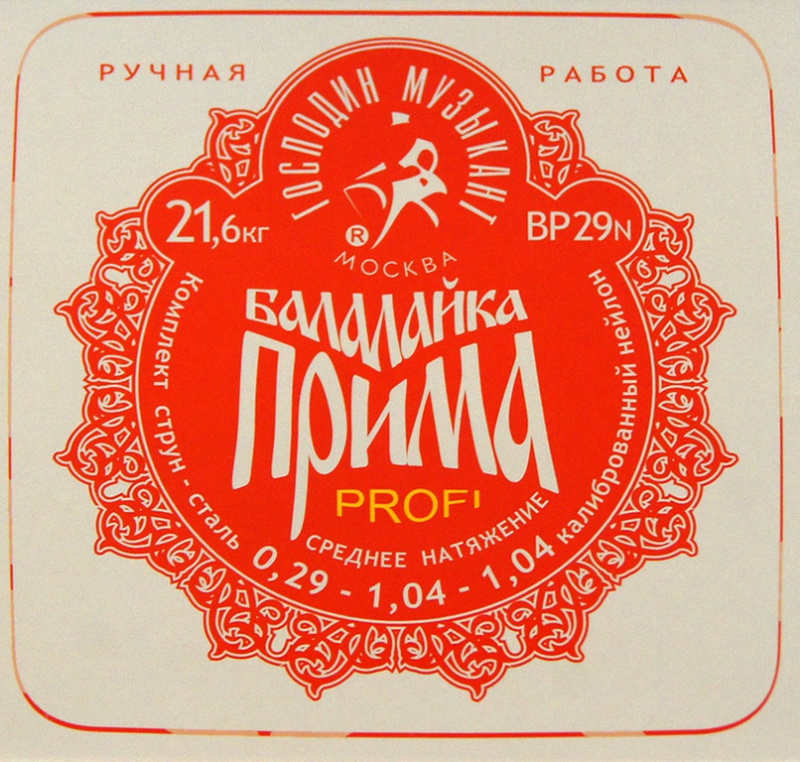 РУЧНАЯ РАБОТА
ГОСПОДИН МУЗЫКАНТ
®
МОСКВА
21,6кг
BP29N
БАЛАЛАЙКА
ПРИМА
PROFI
СРЕДНЕЕ НАТЯЖЕНИЕ
Комплект струн - сталь 0,29 - 1,04 - 1,04 калиброванный нейлон